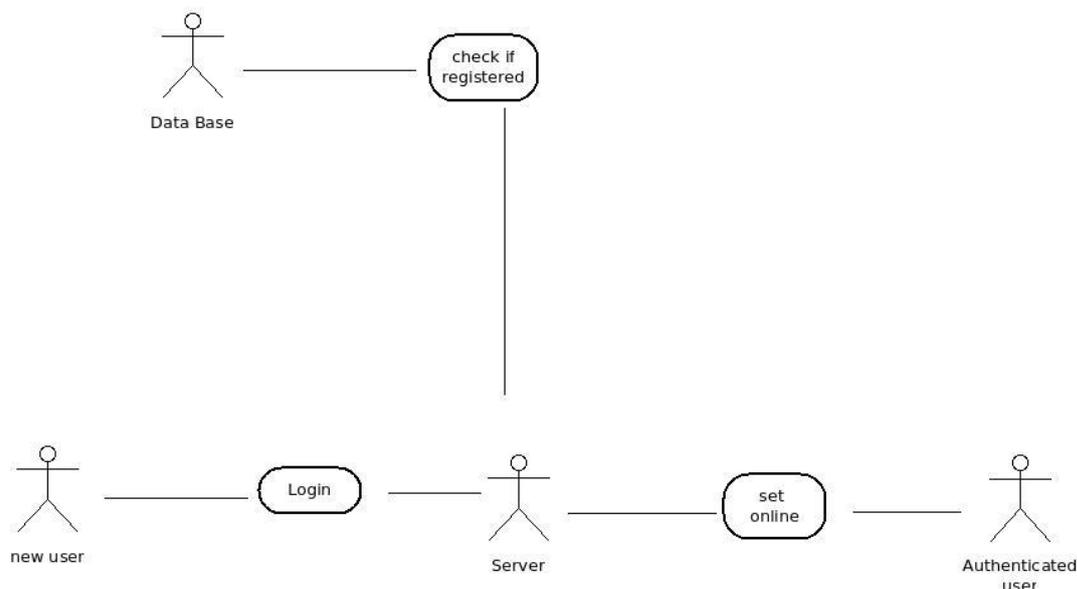 check if
registered
Data Base
Login
set
online
new user
Server
Authenticated
user